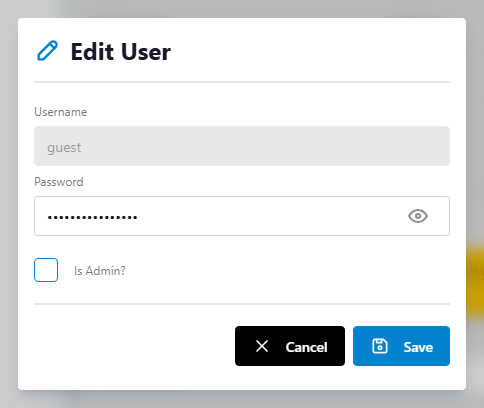 Edit User
Username
guest
Password
••••••••••••••••
Is Admin?
Cancel
Save